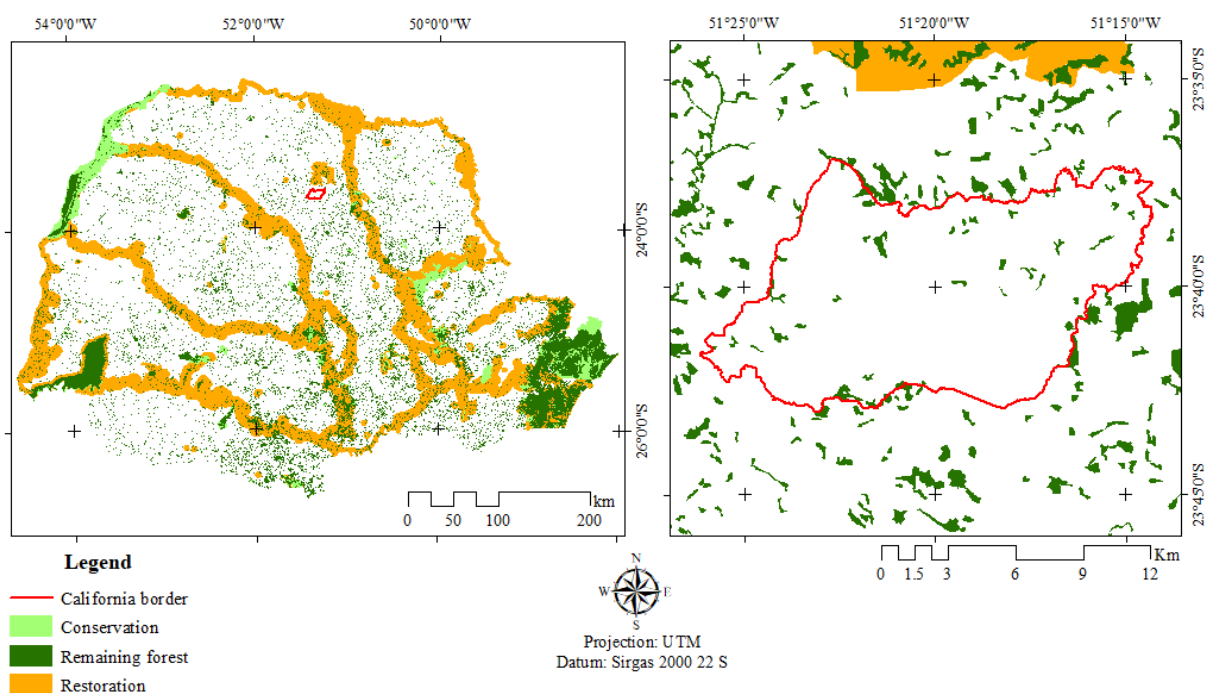 54°0'0"W 52°0'0"W 50°0'0"W
51°25'0"W 51°20'0"W 51°15'0"W
24°0'0"S
26°0'0"S
23°35'0"S
23°40'0"S
23°45'0"S
km
0 50 100 200
Km
0 1.5 3 6 9 12
Legend
California border
Conservation
Remaining forest
Restoration
N
W E
S
Projection: UTM
Datum: Sirgas 2000 22 S